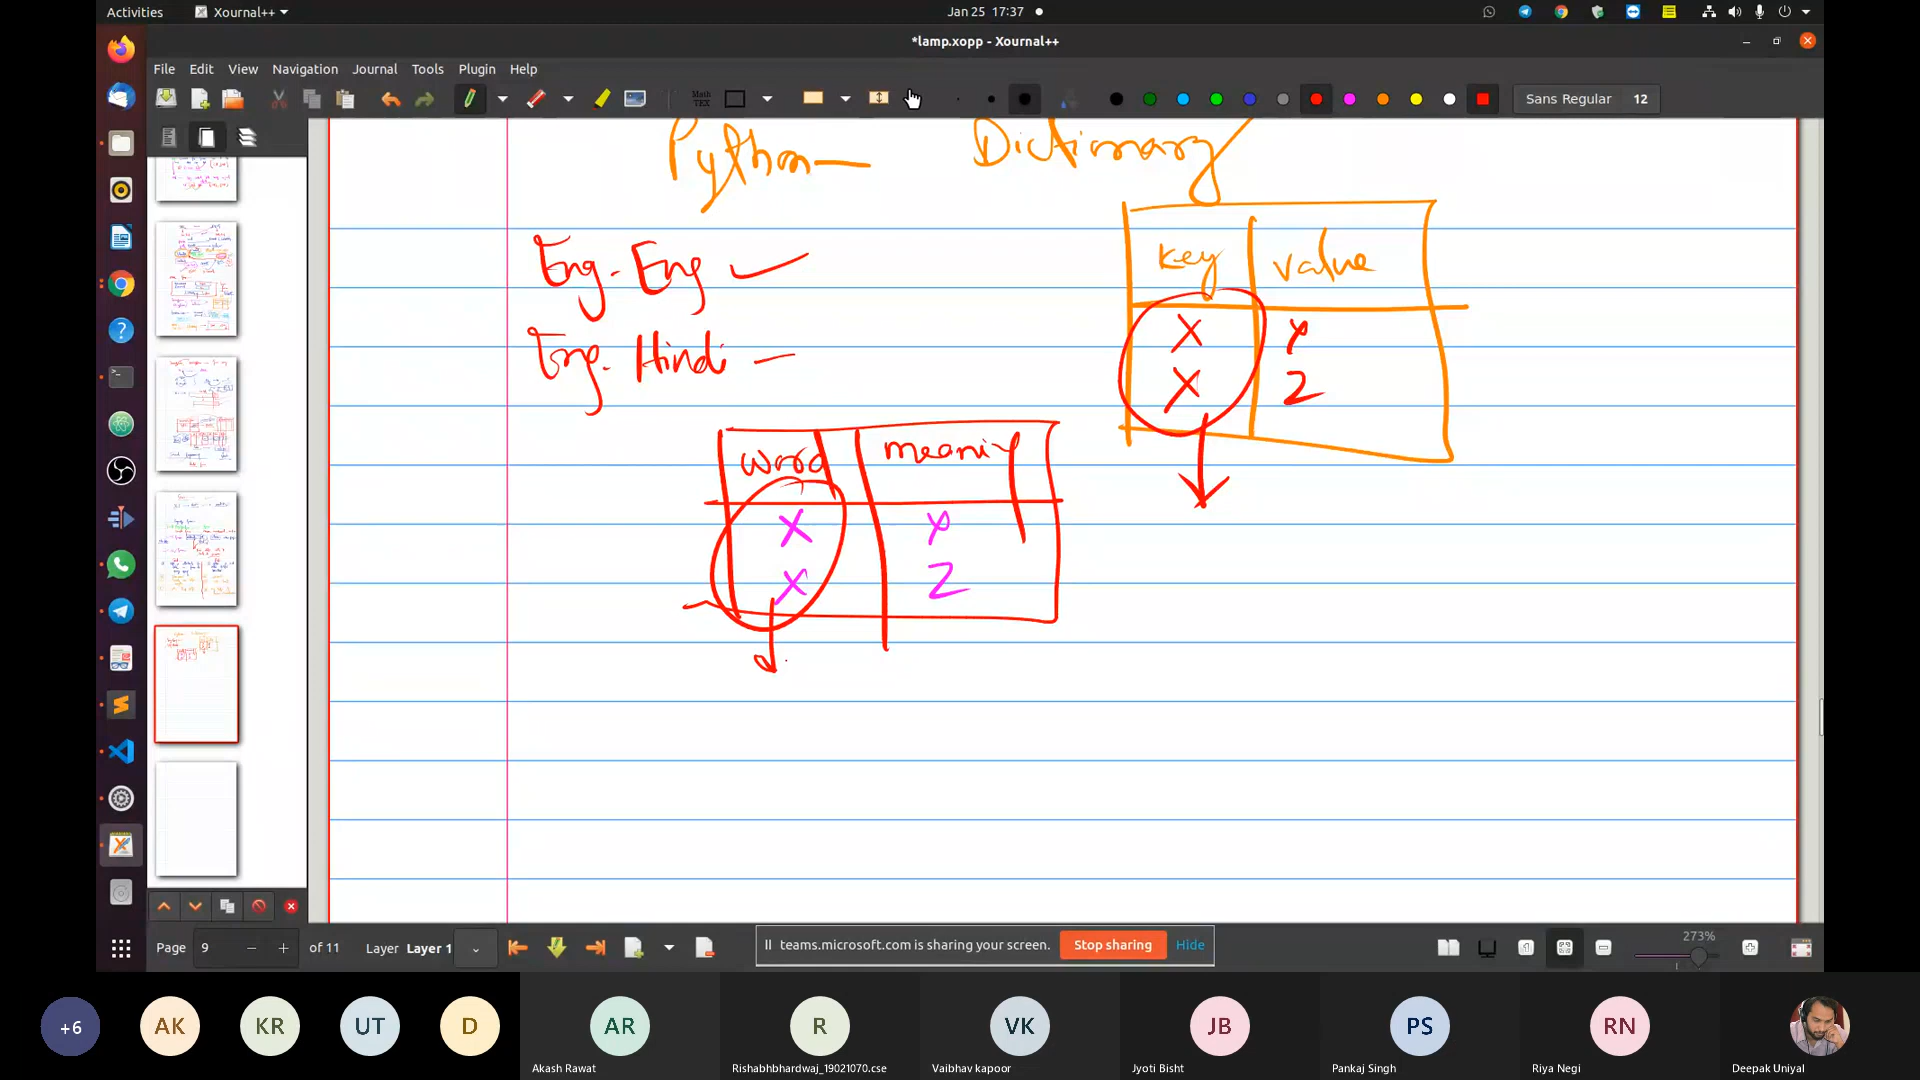 Activities
Xournal++
Jan 25 17:37
*lamp.xopp - Xournal++
File Edit View Navigation Journal Tools Plugin Help
Sans Regular 12
Python— Dictionary
Eng. Eng
key value
x y
x z
Eng. Hindi —
word meanin
x y
x z
Page 9 of 11 Layer Layer 1
teams.microsoft.com is sharing your screen. Stop sharing Hide
273%
+6 AK KR UT D AR R VK JB PS RN
Akash Rawat Rishabhbhardwaj_19021070.cse Vaibhav kapoor Jyoti Bisht Pankaj Singh Riya Negi Deepak Uniyal